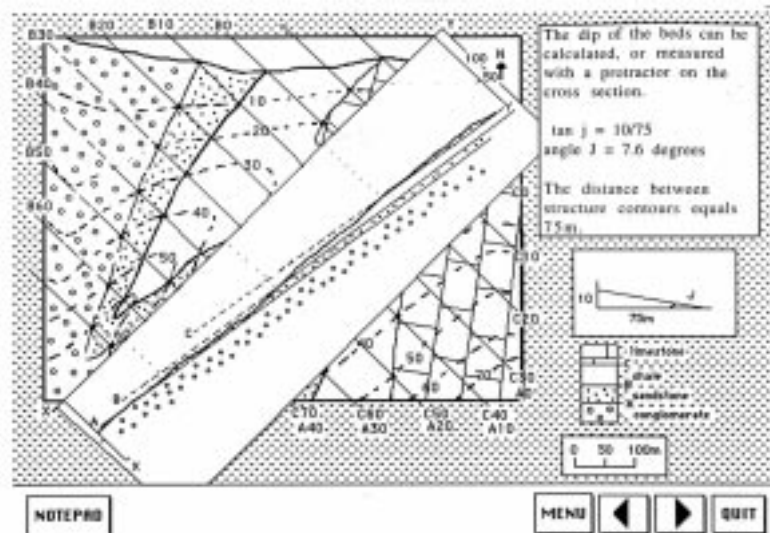 B20 B10 B0 Y
B30
100
50
N
B40
10
20
B50
30
40
B60
50
C
B
X
X
C10
C20
C30
40
50
60
70
C70 C60 C50 C40
A40 A30 A20 A10
The dip of the beds can be
calculated, or measured
with a protractor on the
cross section.
tan j = 10/75
angle J = 7.6 degrees
The distance between
structure contours equals
75m.
10
J
limestone
shale
sandstone
conglomerate
0 50 100m
NOTEPAD
MENU
QUIT